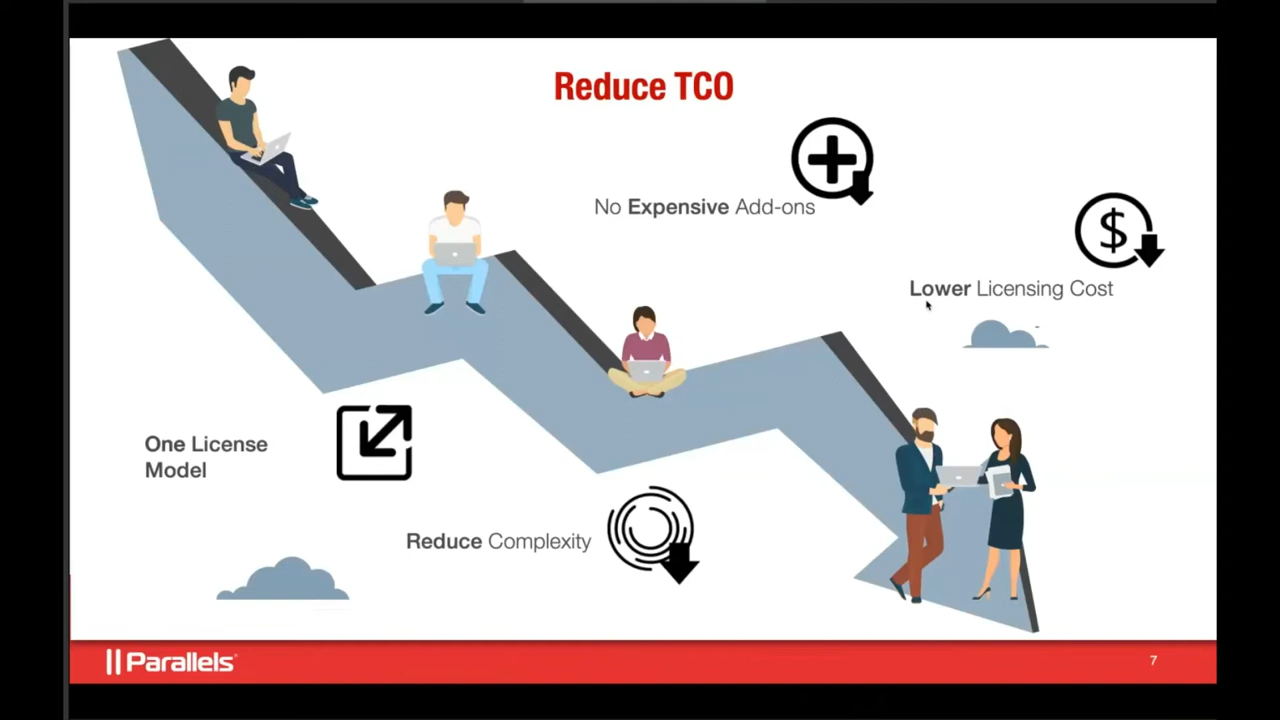 Reduce TCO
No Expensive Add-ons
$
Lower Licensing Cost
One License
Model
Reduce Complexity
Parallels
7